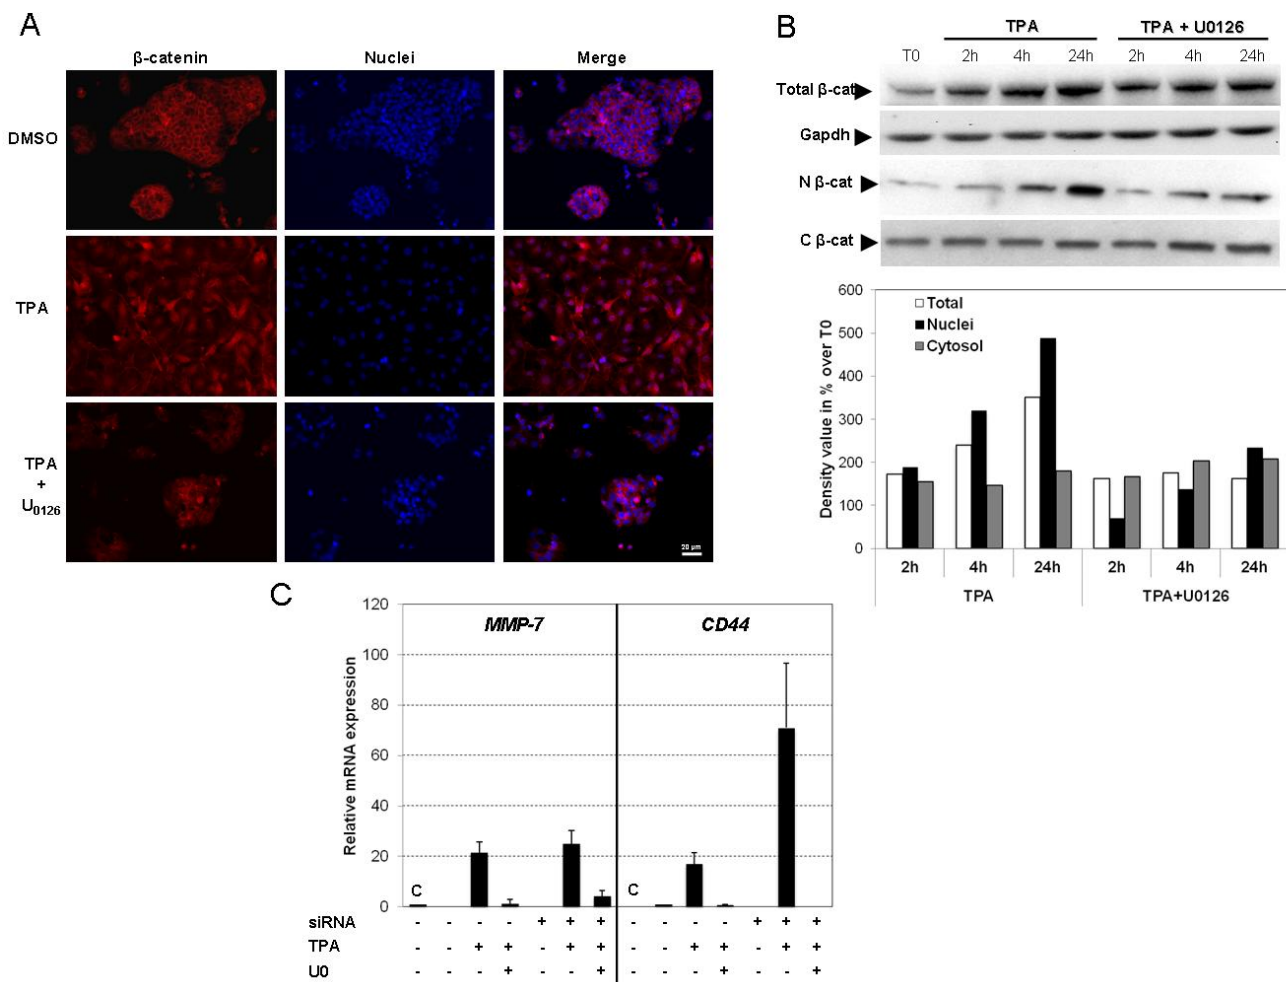 A
β-catenin Nuclei Merge
DMSO
TPA
TPA
+
U0126
20 µm
B
TPA TPA + U0126
T0 2h 4h 24h 2h 4h 24h
Total β-cat
Gapdh
N β-cat
C β-cat
Density value in % over T0
600
500
400
300
200
100
0
Total
Nuclei
Cytosol
2h 4h 24h 2h 4h 24h
TPA TPA+U0126
C
Relative mRNA expression
120
100
80
60
40
20
0
MMP-7 CD44
C C
siRNA - - - - + + + - - - - + + +
TPA - - + + - + + - - + + - + +
U0 - - - + - - + - - - + - - +